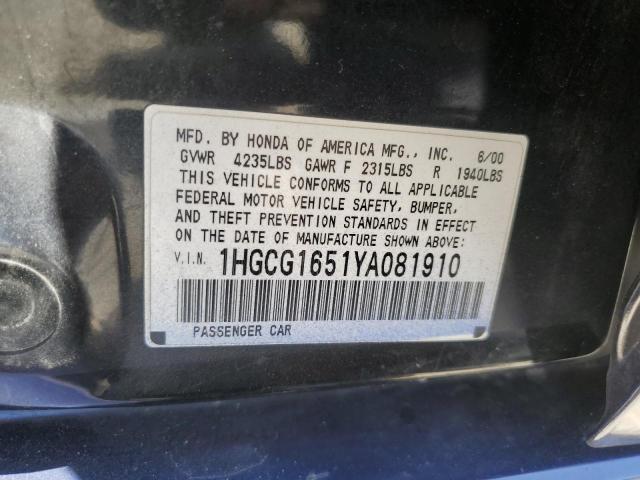 MFD. BY HONDA OF AMERICA MFG., INC. 6/00
GVWR 4235LBS GAWR F 2315LBS R 1940LBS
THIS VEHICLE CONFORMS TO ALL APPLICABLE
FEDERAL MOTOR VEHICLE SAFETY, BUMPER,
AND THEFT PREVENTION STANDARDS IN EFFECT
ON THE DATE OF MANUFACTURE SHOWN ABOVE:
V.I.N. 1HGCG1651YA081910
PASSENGER CAR